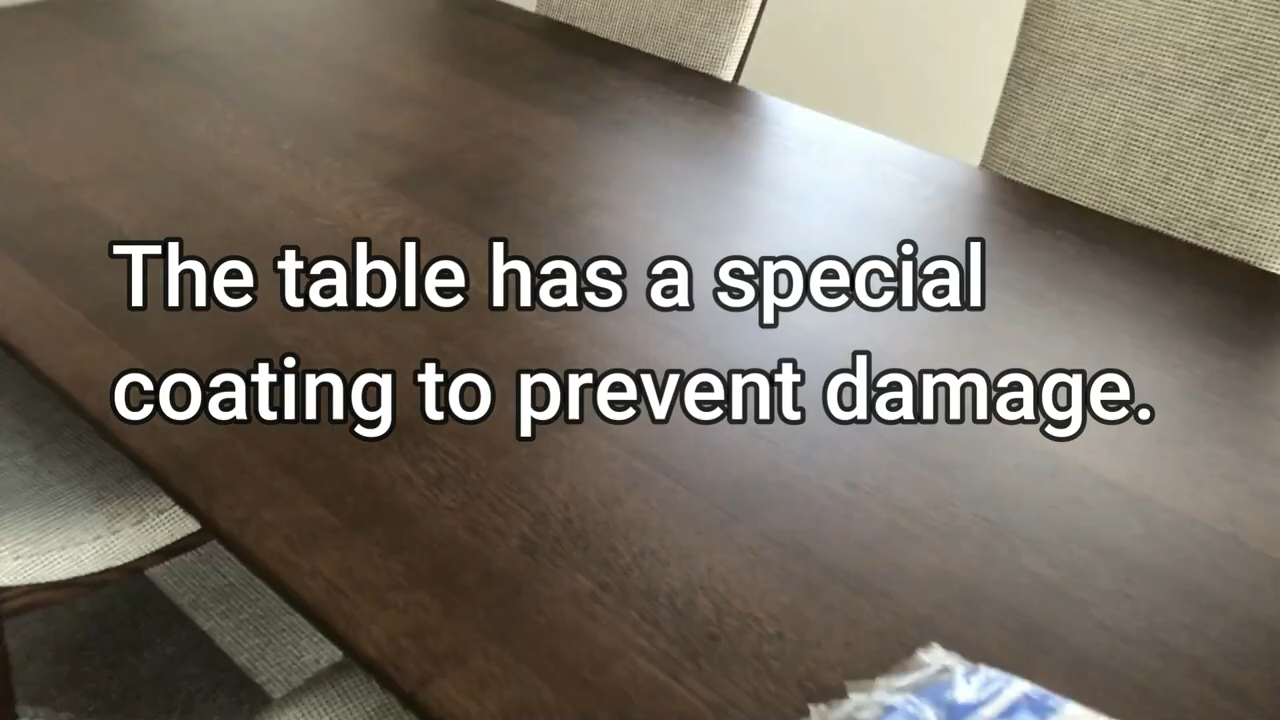 The table has a special
coating to prevent damage.